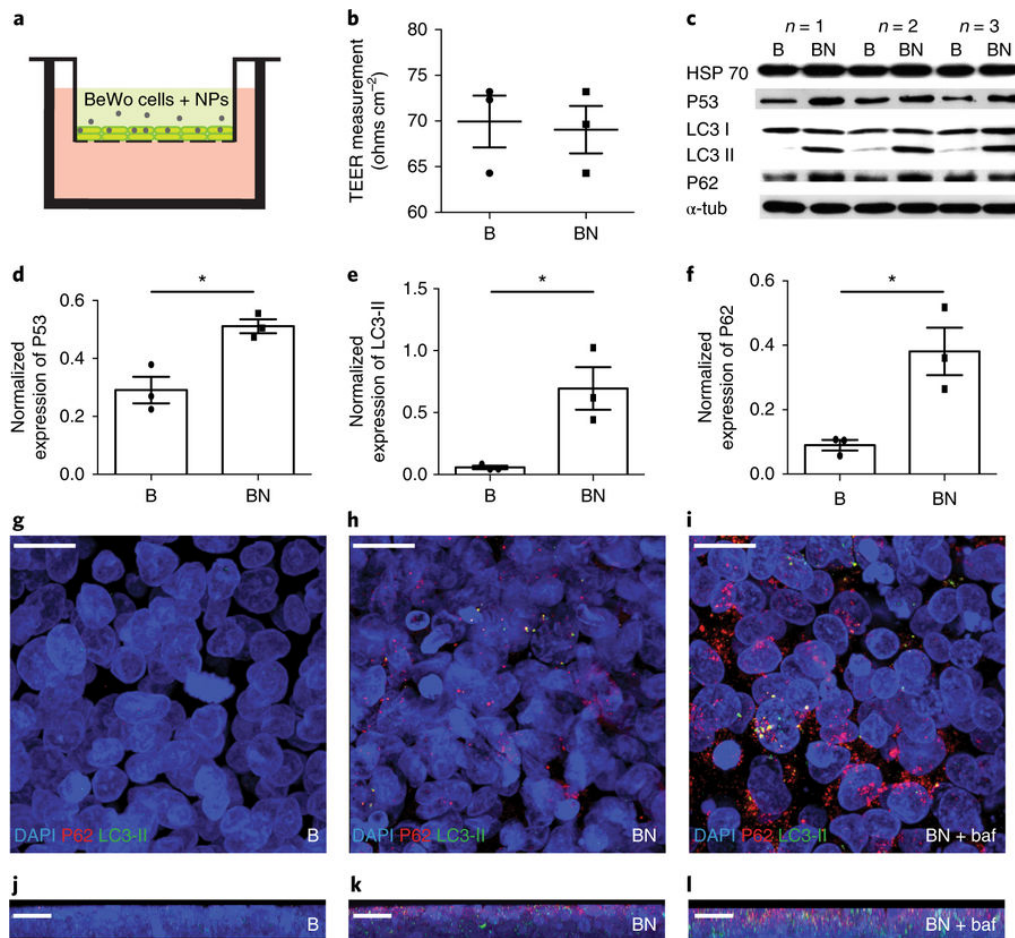 a
BeWo cells + NPs
b
TEER measurement
(ohms cm⁻²)
80
75
70
65
60
B
BN
c
n = 1
n = 2
n = 3
B BN B BN B BN
HSP 70
P53
LC3 I
LC3 II
P62
α-tub
d
Normalized
expression of P53
0.6
0.4
0.2
0.0
*
B
BN
e
Normalized
expression of LC3-II
1.5
1.0
0.5
0.0
*
B
BN
f
Normalized
expression of P62
0.6
0.4
0.2
0.0
*
B
BN
g
DAPI P62 LC3-II
B
h
DAPI P62 LC3-II
BN
i
DAPI P62 LC3-II
BN + baf
j
B
k
BN
l
BN + baf